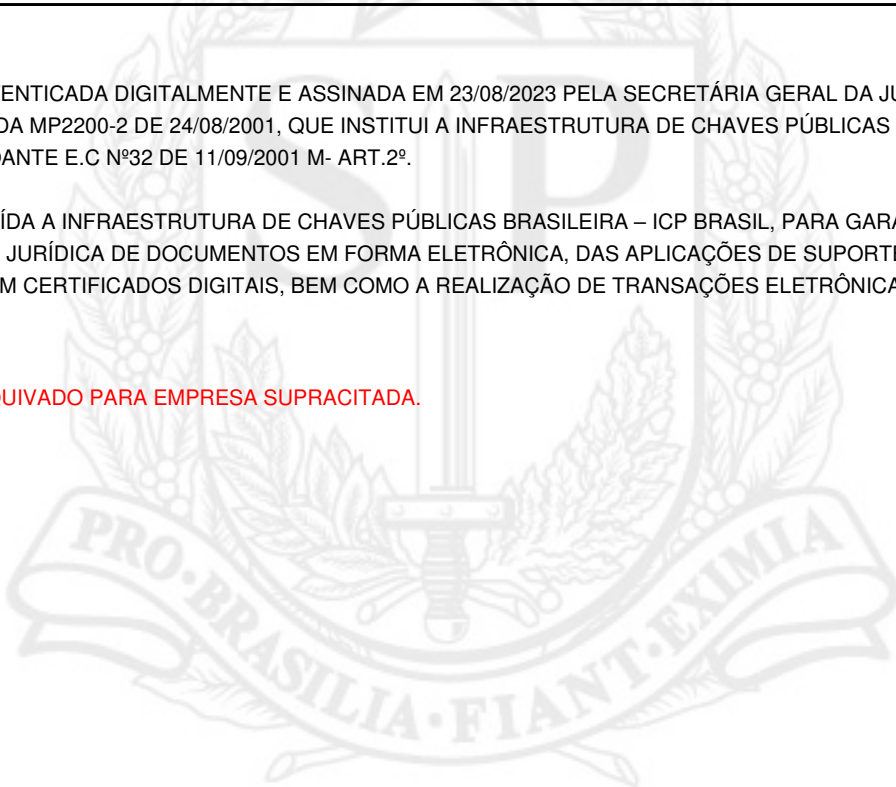 ENTICADA DIGITALMENTE E ASSINADA EM 23/08/2023 PELA SECRETÁRIA GERAL DA JU
DA MP2200-2 DE 24/08/2001, QUE INSTITUI A INFRAESTRUTURA DE CHAVES PÚBLICAS
DANTE E.C Nº32 DE 11/09/2001 M- ART.2º.
ÍDA A INFRAESTRUTURA DE CHAVES PÚBLICAS BRASILEIRA – ICP BRASIL, PARA GARA
JURÍDICA DE DOCUMENTOS EM FORMA ELETRÔNICA, DAS APLICAÇÕES DE SUPORTE
M CERTIFICADOS DIGITAIS, BEM COMO A REALIZAÇÃO DE TRANSAÇÕES ELETRÔNICA
UIVADO PARA EMPRESA SUPRACITADA.
SP
PRO·BRASILIA·FIANT·EXIMIA